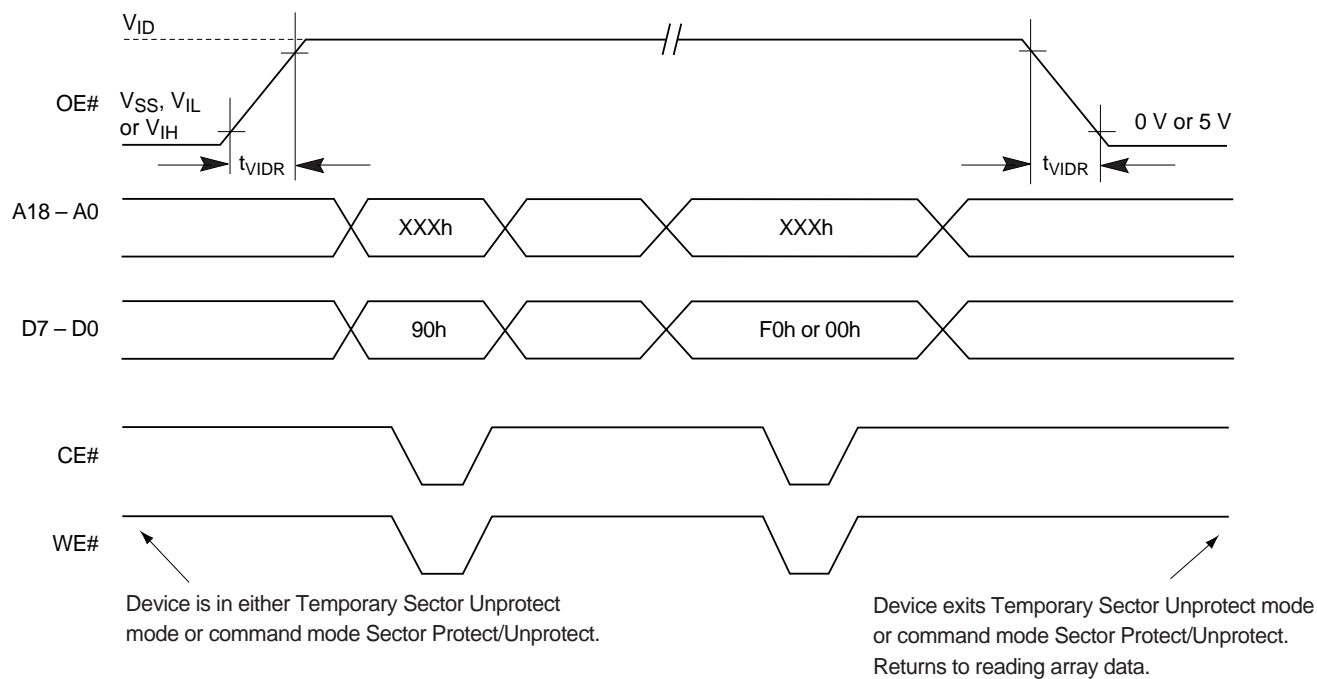 VID
OE#
VSS, VIL
or VIH
0 V or 5 V
tVIDR
tVIDR
A18 – A0
XXXh
XXXh
D7 – D0
90h
F0h or 00h
CE#
WE#
Device is in either Temporary Sector Unprotect
mode or command mode Sector Protect/Unprotect.
Device exits Temporary Sector Unprotect mode
or command mode Sector Protect/Unprotect.
Returns to reading array data.